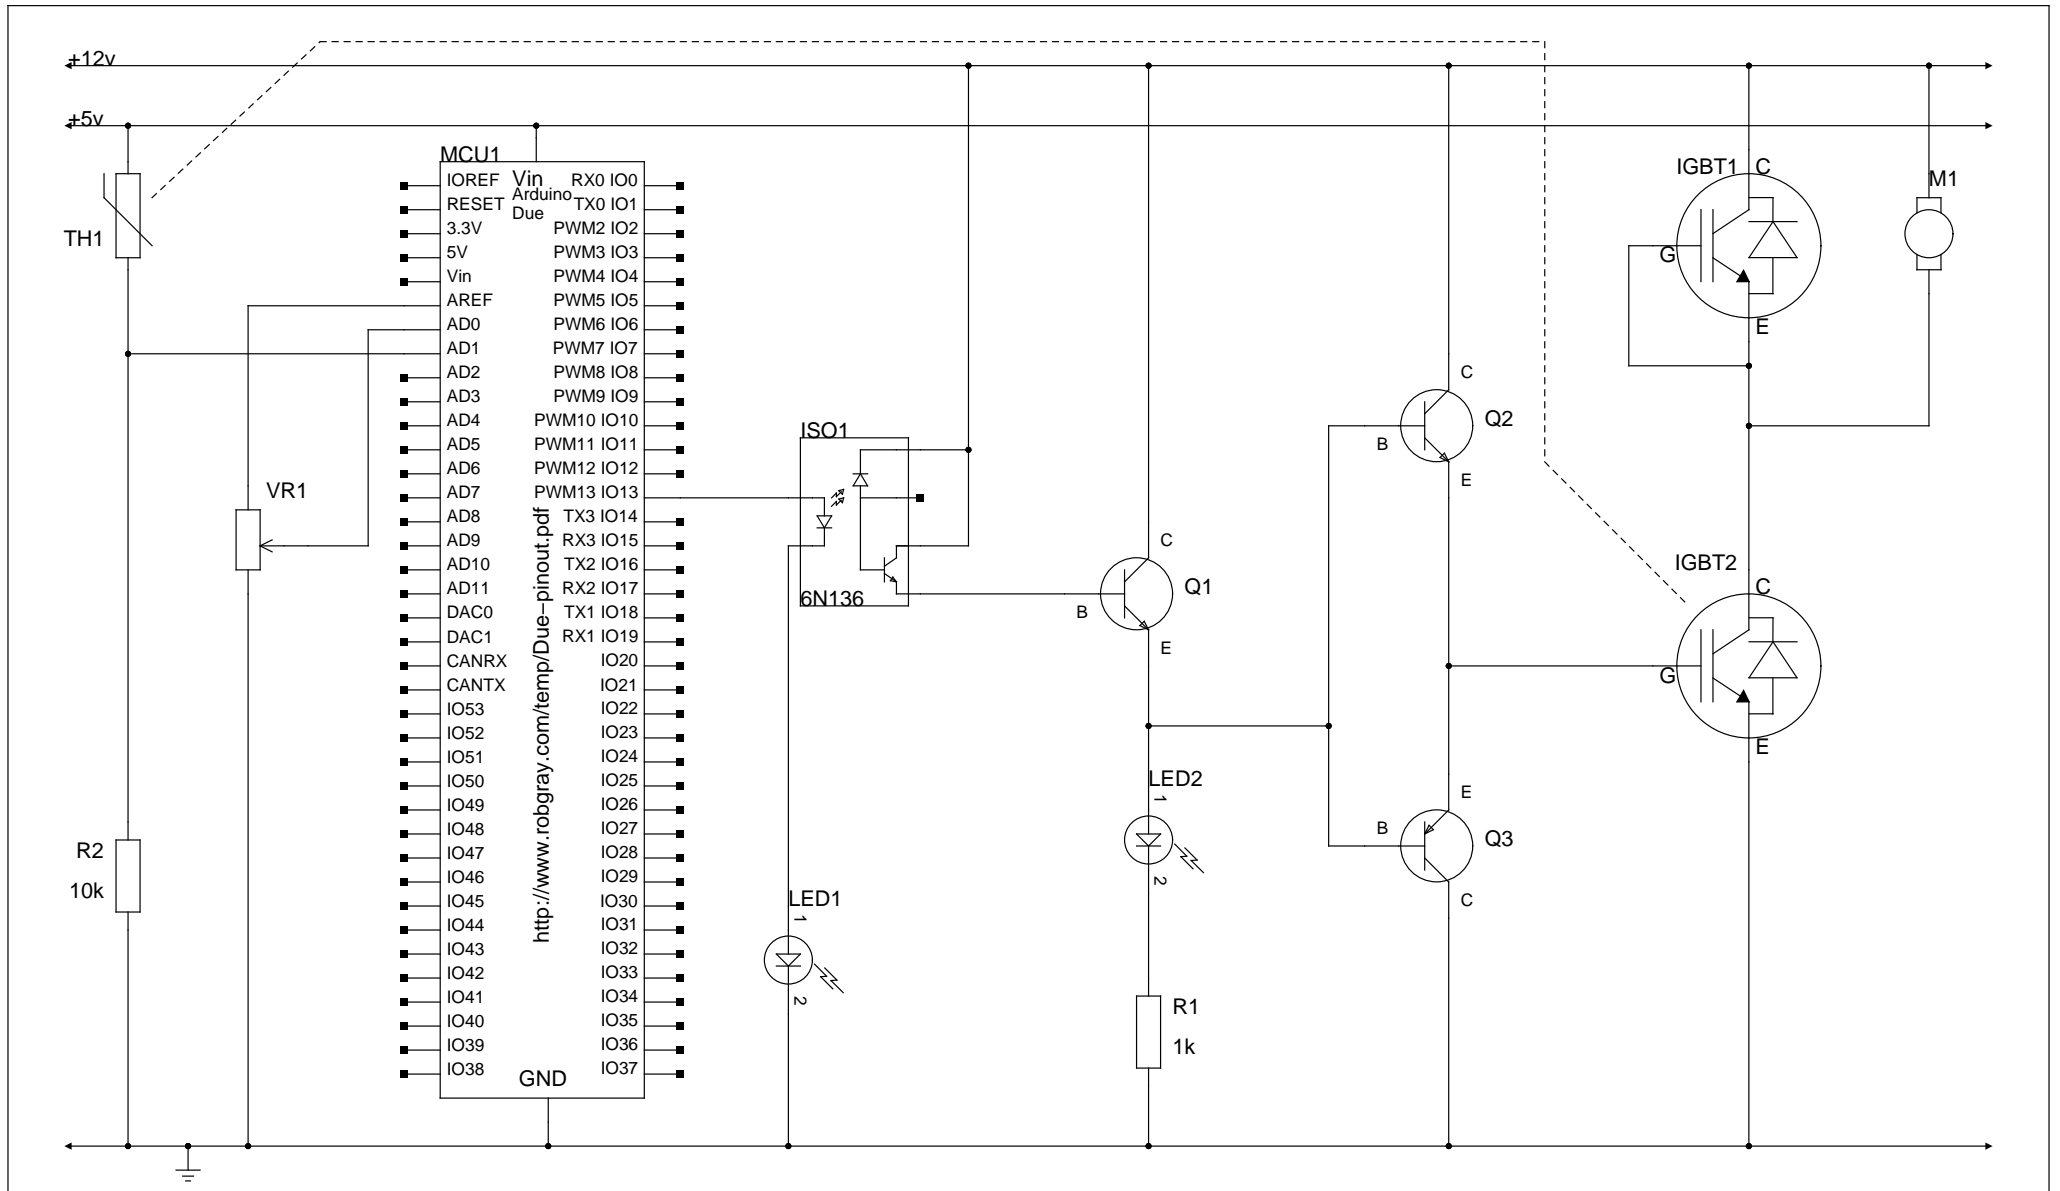 +12v
+5v
MCU1
Vin
Arduino
Due
IOREF
RESET
3.3V
5V
Vin
AREF
AD0
AD1
AD2
AD3
AD4
AD5
AD6
AD7
AD8
AD9
AD10
AD11
DAC0
DAC1
CANRX
CANTX
IO53
IO52
IO51
IO50
IO49
IO48
IO47
IO46
IO45
IO44
IO43
IO42
IO41
IO40
IO39
IO38
GND
http://www.robgray.com/temp/Due-pinout.pdf
RX0 IO0
TX0 IO1
PWM2 IO2
PWM3 IO3
PWM4 IO4
PWM5 IO5
PWM6 IO6
PWM7 IO7
PWM8 IO8
PWM9 IO9
PWM10 IO10
PWM11 IO11
PWM12 IO12
PWM13 IO13
TX3 IO14
RX3 IO15
TX2 IO16
RX2 IO17
TX1 IO18
RX1 IO19
IO20
IO21
IO22
IO23
IO24
IO25
IO26
IO27
IO28
IO29
IO30
IO31
IO32
IO33
IO34
IO35
IO36
IO37
TH1
VR1
R2
10k
ISO1
6N136
LED1
1
2
C
Q1
B
E
LED2
1
2
R1
1k
C
Q2
B
E
E
B
Q3
C
IGBT1
C
G
E
M1
IGBT2
C
G
E